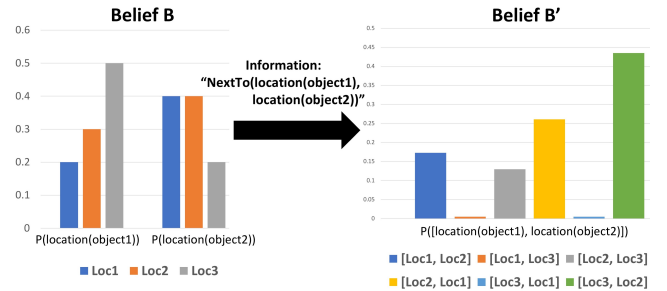 Belief B
0.6
0.5
0.4
0.3
0.2
0.1
0
P(location(object1))
P(location(object2))
Loc1
Loc2
Loc3
Information:
“NextTo(location(object1),
location(object2))”
Belief B’
0.5
0.45
0.4
0.35
0.3
0.25
0.2
0.15
0.1
0.05
0
P([location(object1), location(object2)])
[Loc1, Loc2]
[Loc1, Loc3]
[Loc2, Loc3]
[Loc2, Loc1]
[Loc3, Loc1]
[Loc3, Loc2]